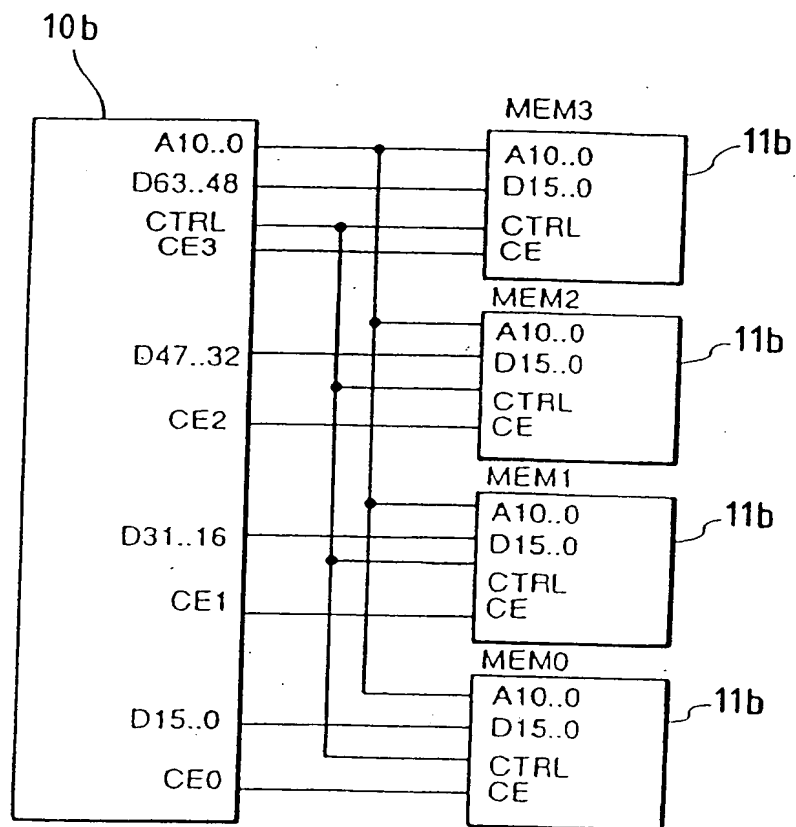 10b
A10..0
D63..48
CTRL
CE3
D47..32
CE2
D31..16
CE1
D15..0
CE0
MEM3
11b
A10..0
D15..0
CTRL
CE
MEM2
11b
A10..0
D15..0
CTRL
CE
MEM1
11b
A10..0
D15..0
CTRL
CE
MEM0
11b
A10..0
D15..0
CTRL
CE